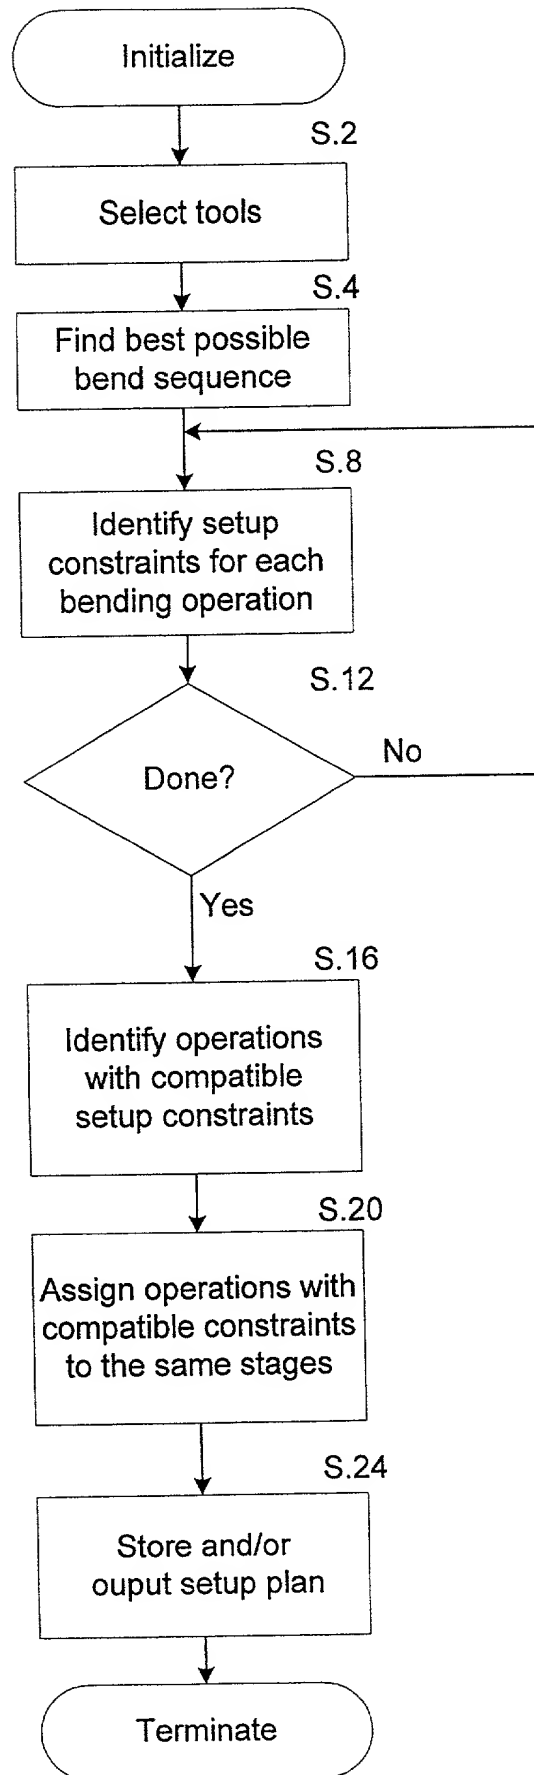 Initialize
S.2
Select tools
S.4
Find best possible
bend sequence
S.8
Identify setup
constraints for each
bending operation
S.12
Done?
No
Yes
S.16
Identify operations
with compatible
setup constraints
S.20
Assign operations with
compatible constraints
to the same stages
S.24
Store and/or
ouput setup plan
Terminate